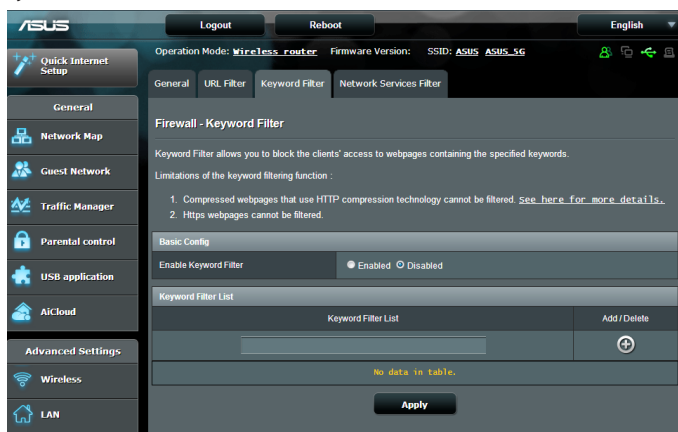 ASUS
Logout
Reboot
English
Quick Internet Setup
Operation Mode: Wireless router Firmware Version: SSID: ASUS ASUS_5G
General
URL Filter
Keyword Filter
Network Services Filter
General
Network Map
Guest Network
Traffic Manager
Parental control
USB application
AiCloud
Advanced Settings
Wireless
LAN
Firewall - Keyword Filter
Keyword Filter allows you to block the clients' access to webpages containing the specified keywords.
Limitations of the keyword filtering function :
1. Compressed webpages that use HTTP compression technology cannot be filtered. See here for more details.
2. Https webpages cannot be filtered.
Basic Config
Enable Keyword Filter
Enabled Disabled
Keyword Filter List
Keyword Filter List
Add / Delete
No data in table.
Apply